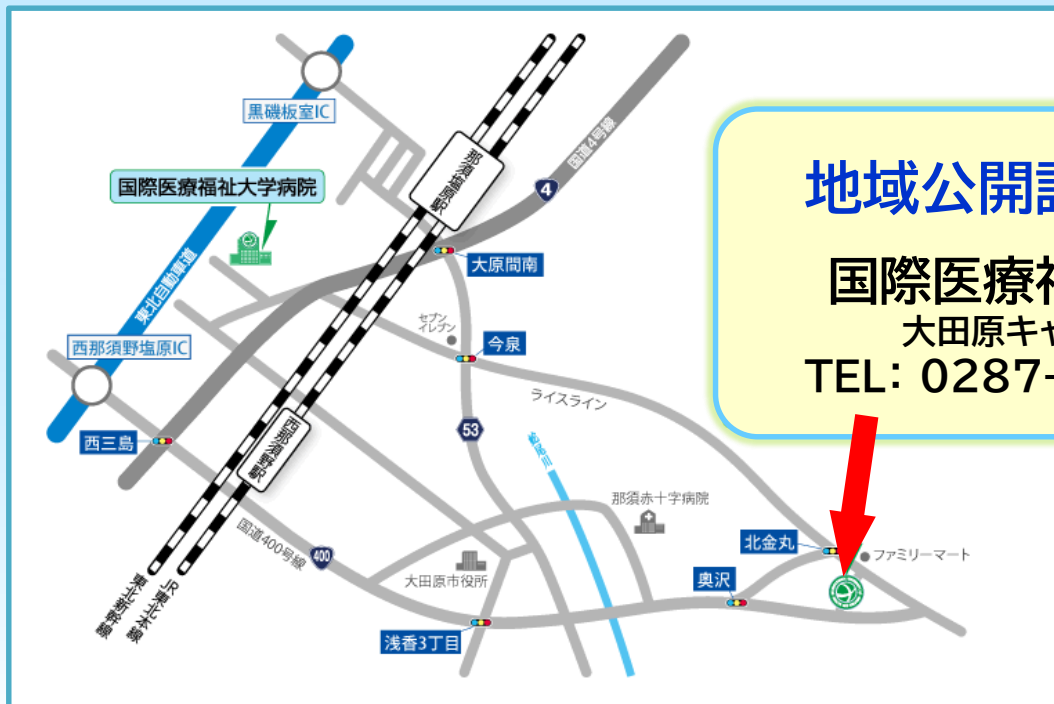 黒磯板室IC
国際医療福祉大学病院
東北自動車道
西那須野塩原IC
西三島
那須塩原駅
国道4号線
4
大原間南
セブン
イレブン
今泉
ライスライン
53
西那須野駅
蛇尾川
国道400号線
400
那須赤十字病院
大田原市役所
浅香3丁目
奥沢
北金丸
ファミリーマート
JR東北本線
東北新幹線
地域公開
国際医療福
大田原キャ
TEL: 0287-